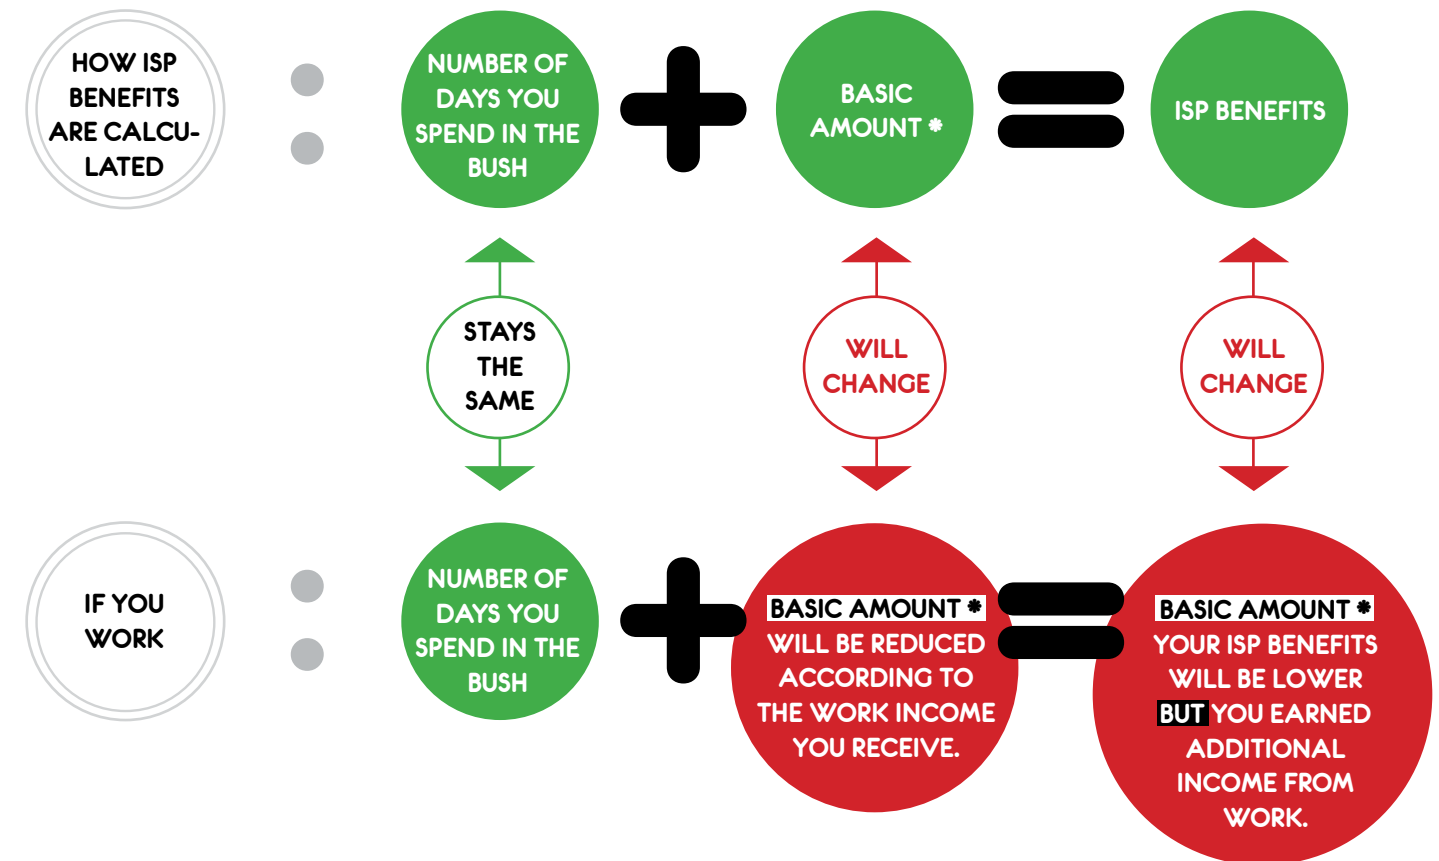 HOW ISP
BENEFITS
ARE CALCU-
LATED
NUMBER OF
DAYS YOU
SPEND IN THE
BUSH
BASIC
AMOUNT *
ISP BENEFITS
STAYS
THE
SAME
WILL
CHANGE
WILL
CHANGE
IF YOU
WORK
NUMBER OF
DAYS YOU
SPEND IN THE
BUSH
BASIC AMOUNT *
WILL BE REDUCED
ACCORDING TO
THE WORK INCOME
YOU RECEIVE.
BASIC AMOUNT *
YOUR ISP BENEFITS
WILL BE LOWER
BUT YOU EARNED
ADDITIONAL
INCOME FROM
WORK.